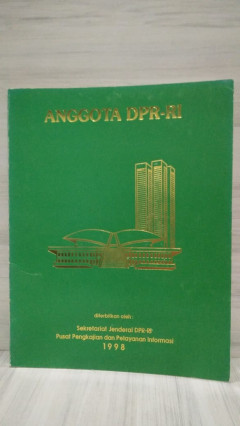 ANGGOTA DPR-RI
diterbitkan oleh :
Sekretariat Jenderal DPR-RI
Pusat Pengkajian dan Pelayanan Informasi
1998